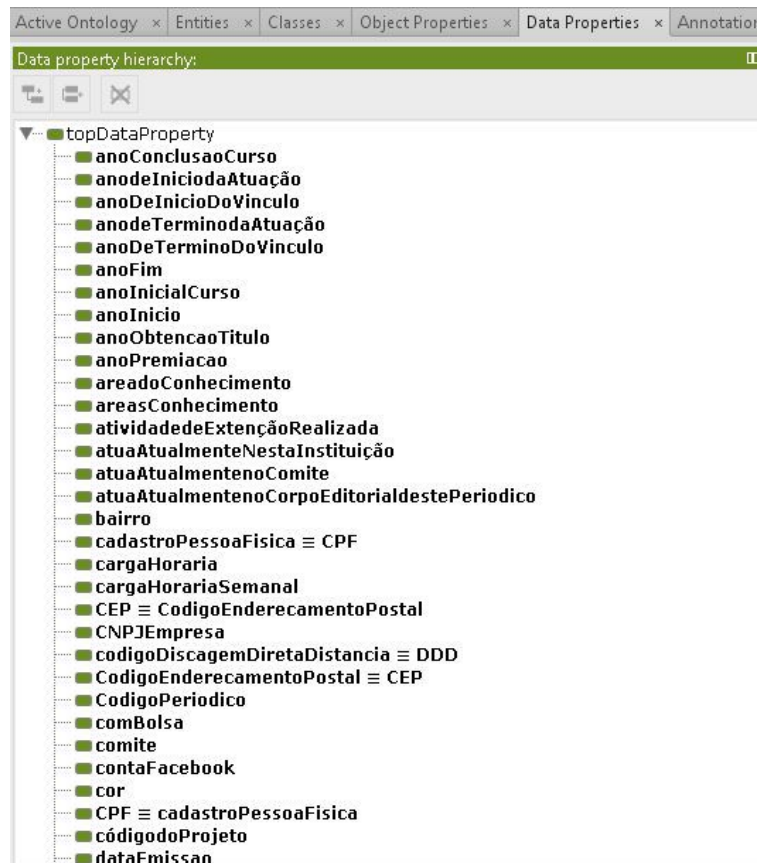 Active Ontology × Entities × Classes × Object Properties × Data Properties × Annotation
Data property hierarchy:
topDataProperty
anoConclusaoCurso
anodeIniciodaAtuação
anoDeInicioDoVinculo
anodeTerminodaAtuação
anoDeTerminoDoVinculo
anoFim
anoInicialCurso
anoInicio
anoObtencaoTitulo
anoPremiacao
areadoConhecimento
areasConhecimento
atividadedeExtençãoRealizada
atuaAtualmenteNestaInstituição
atuaAtualmentenoComite
atuaAtualmentenoCorpoEditorialdestePeriodico
bairro
cadastroPessoaFisica ≡ CPF
cargaHoraria
cargaHorariaSemanal
CEP ≡ CodigoEnderecamentoPostal
CNPJEmpresa
codigoDiscagemDiretaDistancia ≡ DDD
CodigoEnderecamentoPostal ≡ CEP
CodigoPeriodico
comBolsa
comite
contaFacebook
cor
CPF ≡ cadastroPessoaFisica
códigodoProjeto
dataEmissao